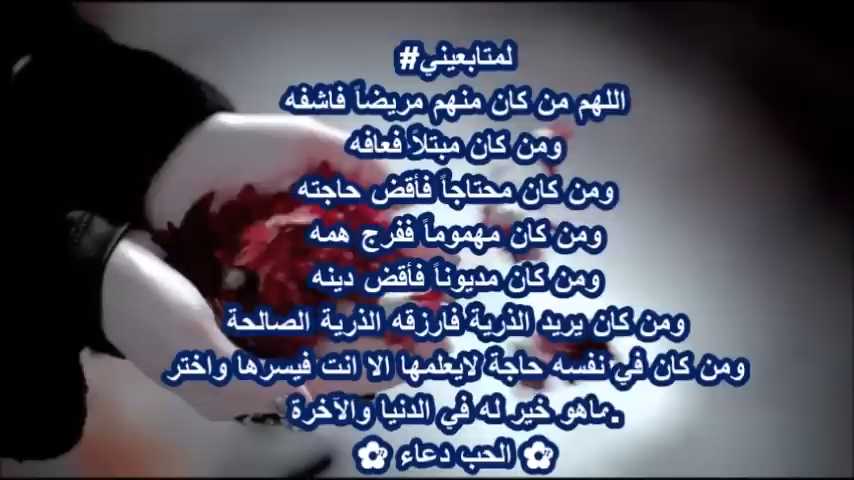 #لمتابعيني
اللهم من كان منهم مريضاً فاشفه
ومن كان مبتلاً فعافه
ومن كان محتاجاً فأقض حاجته
ومن كان مهموماً ففرج همه
ومن كان مديوناً فأقض دينه
ومن كان يريد الذرية فارزقه الذرية الصالحة
ومن كان في نفسه حاجة لايعلمها الا انت فيسرها واختر
ماهو خير له في الدنيا والآخرة.
✿ الحب دعاء ✿